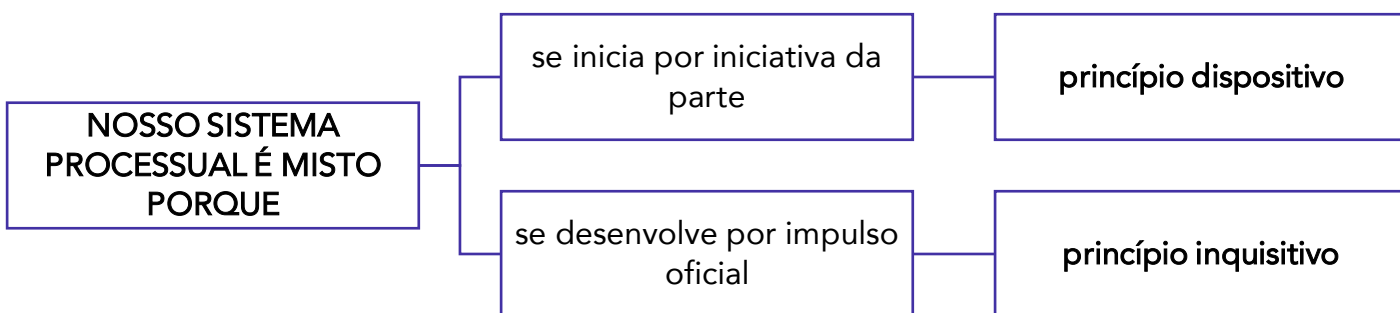 NOSSO SISTEMA
PROCESSUAL É MISTO
PORQUE
se inicia por iniciativa da
parte
princípio dispositivo
se desenvolve por impulso
oficial
princípio inquisitivo